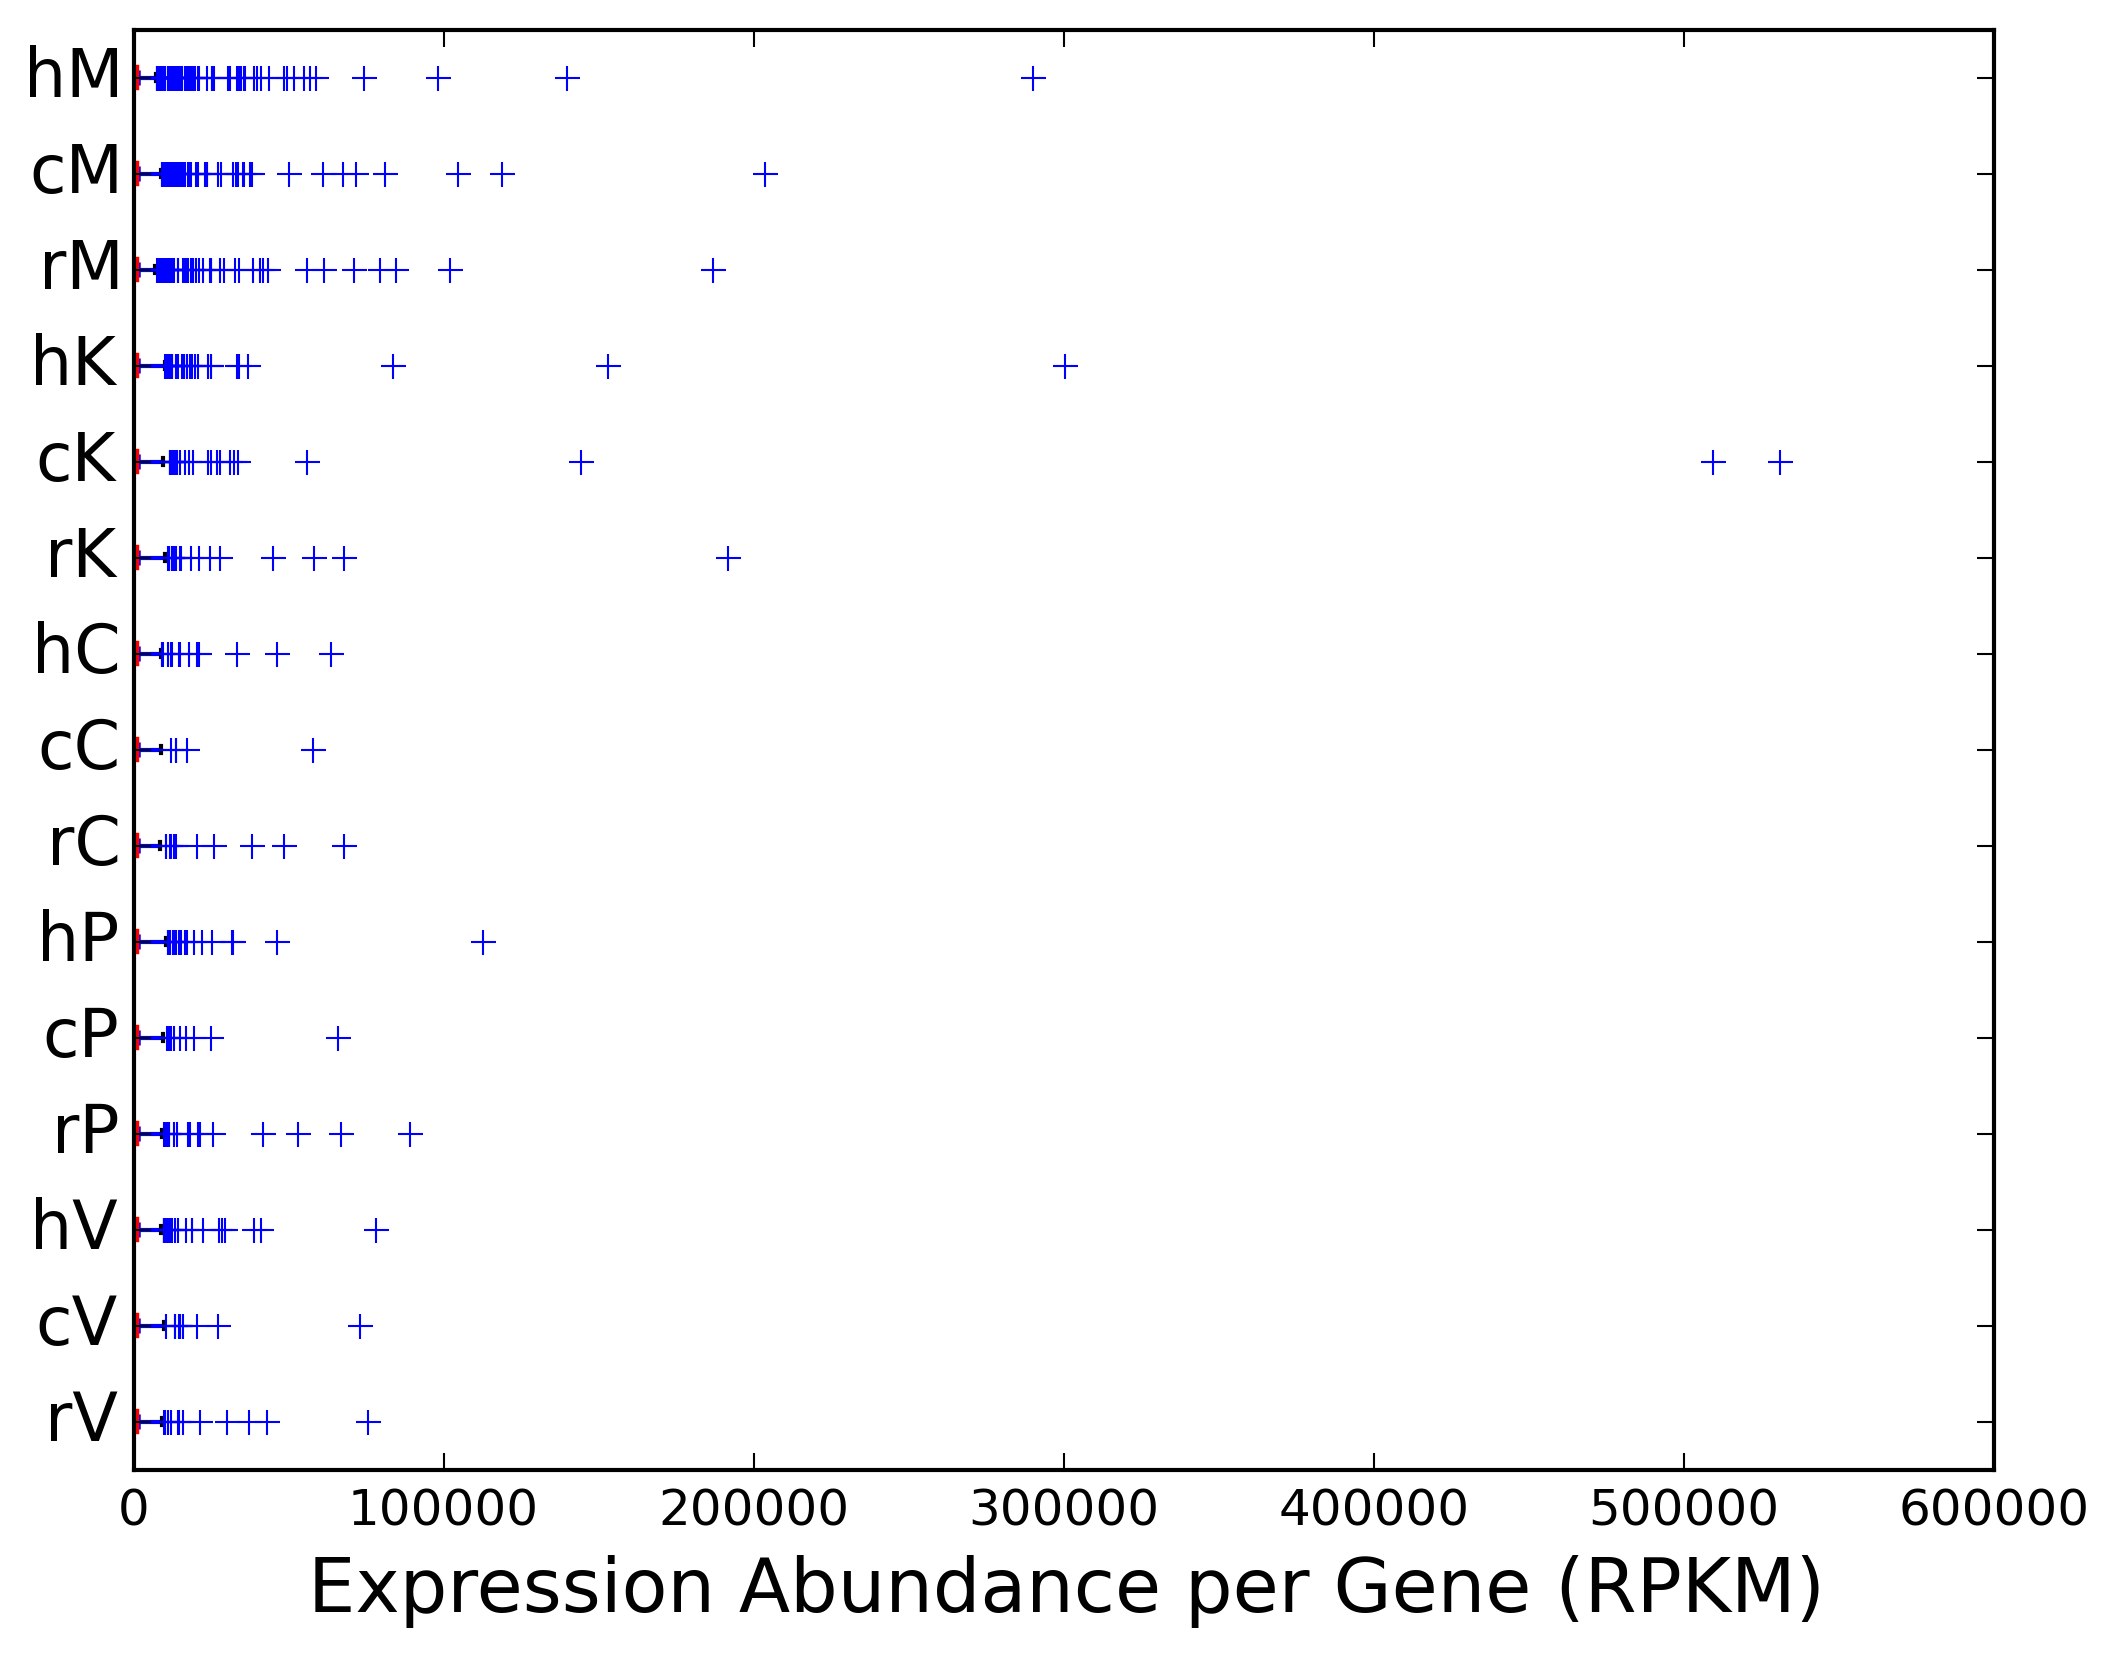 hM
cM
rM
hK
cK
rK
hC
cC
rC
hP
cP
rP
hV
cV
rV
0 100000 200000 300000 400000 500000 600000
Expression Abundance per Gene (RPKM)